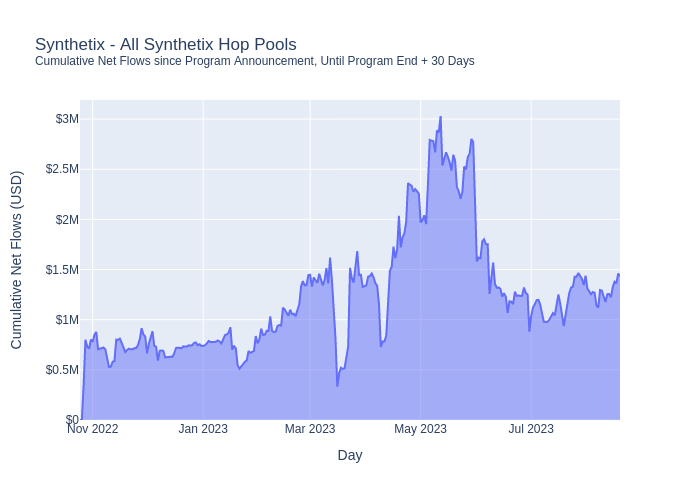 Synthetix - All Synthetix Hop Pools
Cumulative Net Flows since Program Announcement, Until Program End + 30 Days
$3M
$2.5M
$2M
$1.5M
$1M
$0.5M
$0
Cumulative Net Flows (USD)
Nov 2022 Jan 2023 Mar 2023 May 2023 Jul 2023
Day